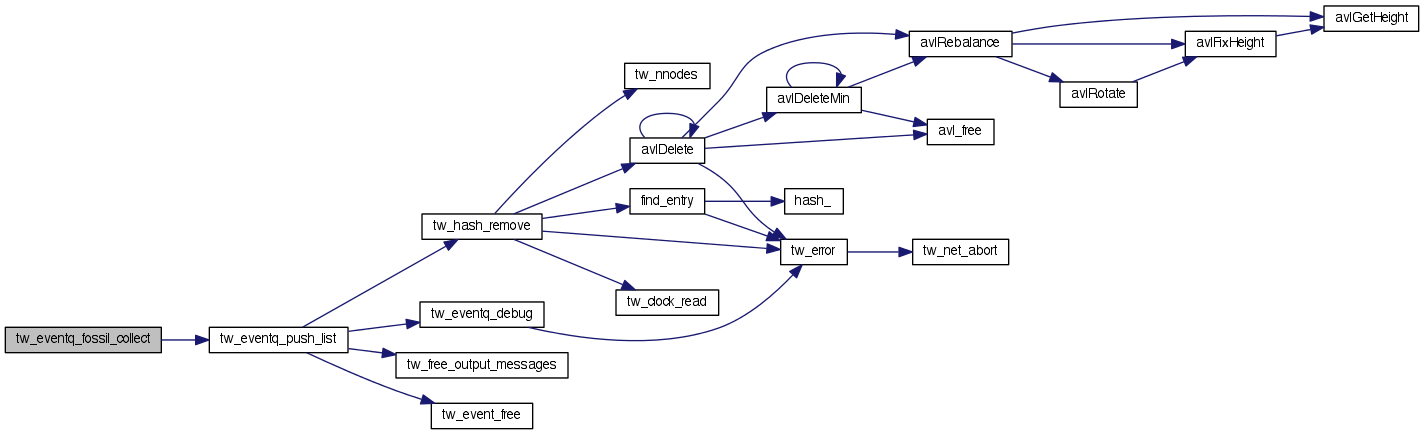 avlGetHeight
avlRebalance
avlFixHeight
tw_nnodes
avlDeleteMin
avlRotate
avl_free
avlDelete
find_entry
hash_
tw_hash_remove
tw_error
tw_net_abort
tw_clock_read
tw_eventq_debug
tw_eventq_fossil_collect
tw_eventq_push_list
tw_free_output_messages
tw_event_free